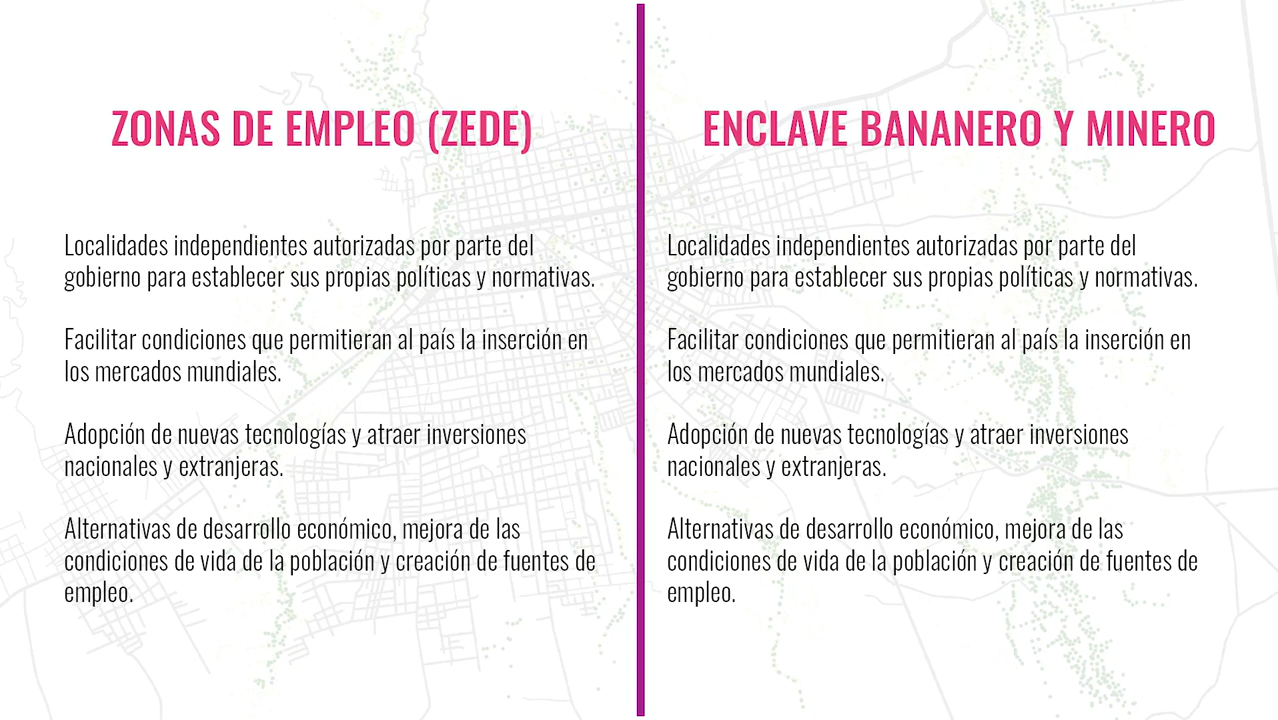 ZONAS DE EMPLEO (ZEDE)
Localidades independientes autorizadas por parte del
gobierno para establecer sus propias políticas y normativas.
Facilitar condiciones que permitieran al país la inserción en
los mercados mundiales.
Adopción de nuevas tecnologías y atraer inversiones
nacionales y extranjeras.
Alternativas de desarrollo económico, mejora de las
condiciones de vida de la población y creación de fuentes de
empleo.
ENCLAVE BANANERO Y MINERO
Localidades independientes autorizadas por parte del
gobierno para establecer sus propias políticas y normativas.
Facilitar condiciones que permitieran al país la inserción en
los mercados mundiales.
Adopción de nuevas tecnologías y atraer inversiones
nacionales y extranjeras.
Alternativas de desarrollo económico, mejora de las
condiciones de vida de la población y creación de fuentes de
empleo.